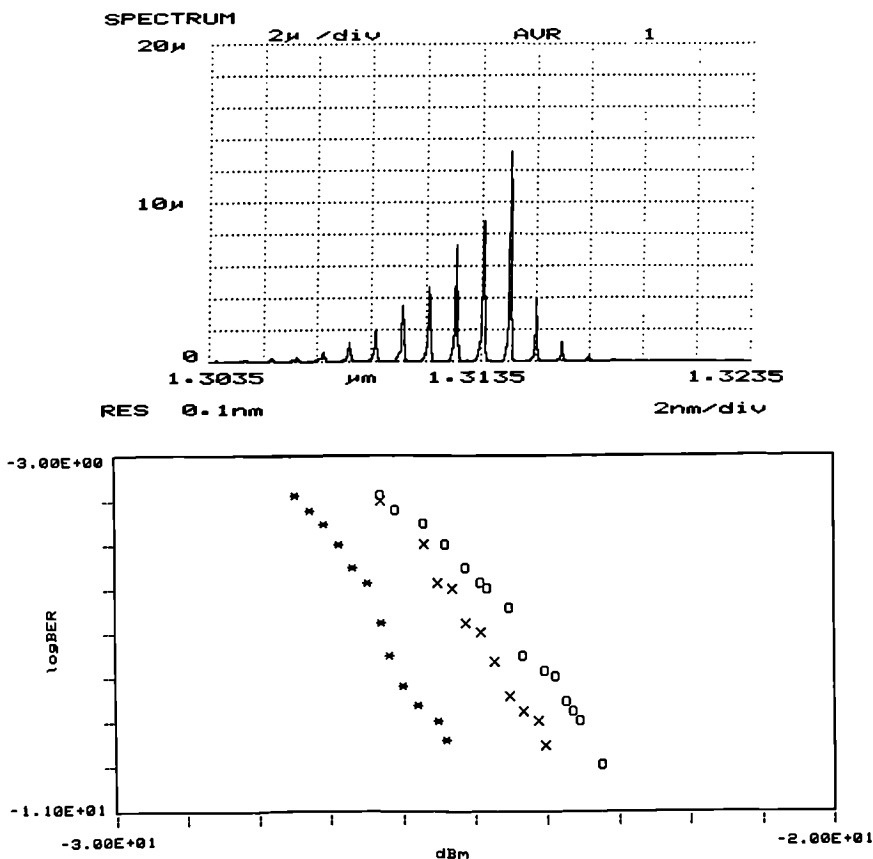 SPECTRUM
20μ 2μ /div AVR 1
10μ
0
1.3035 μm 1.3135 1.3235
RES 0.1nm 2nm/div
-3.00E+00
logBER
-1.10E+01
-3.00E+01 dBm -2.00E+01